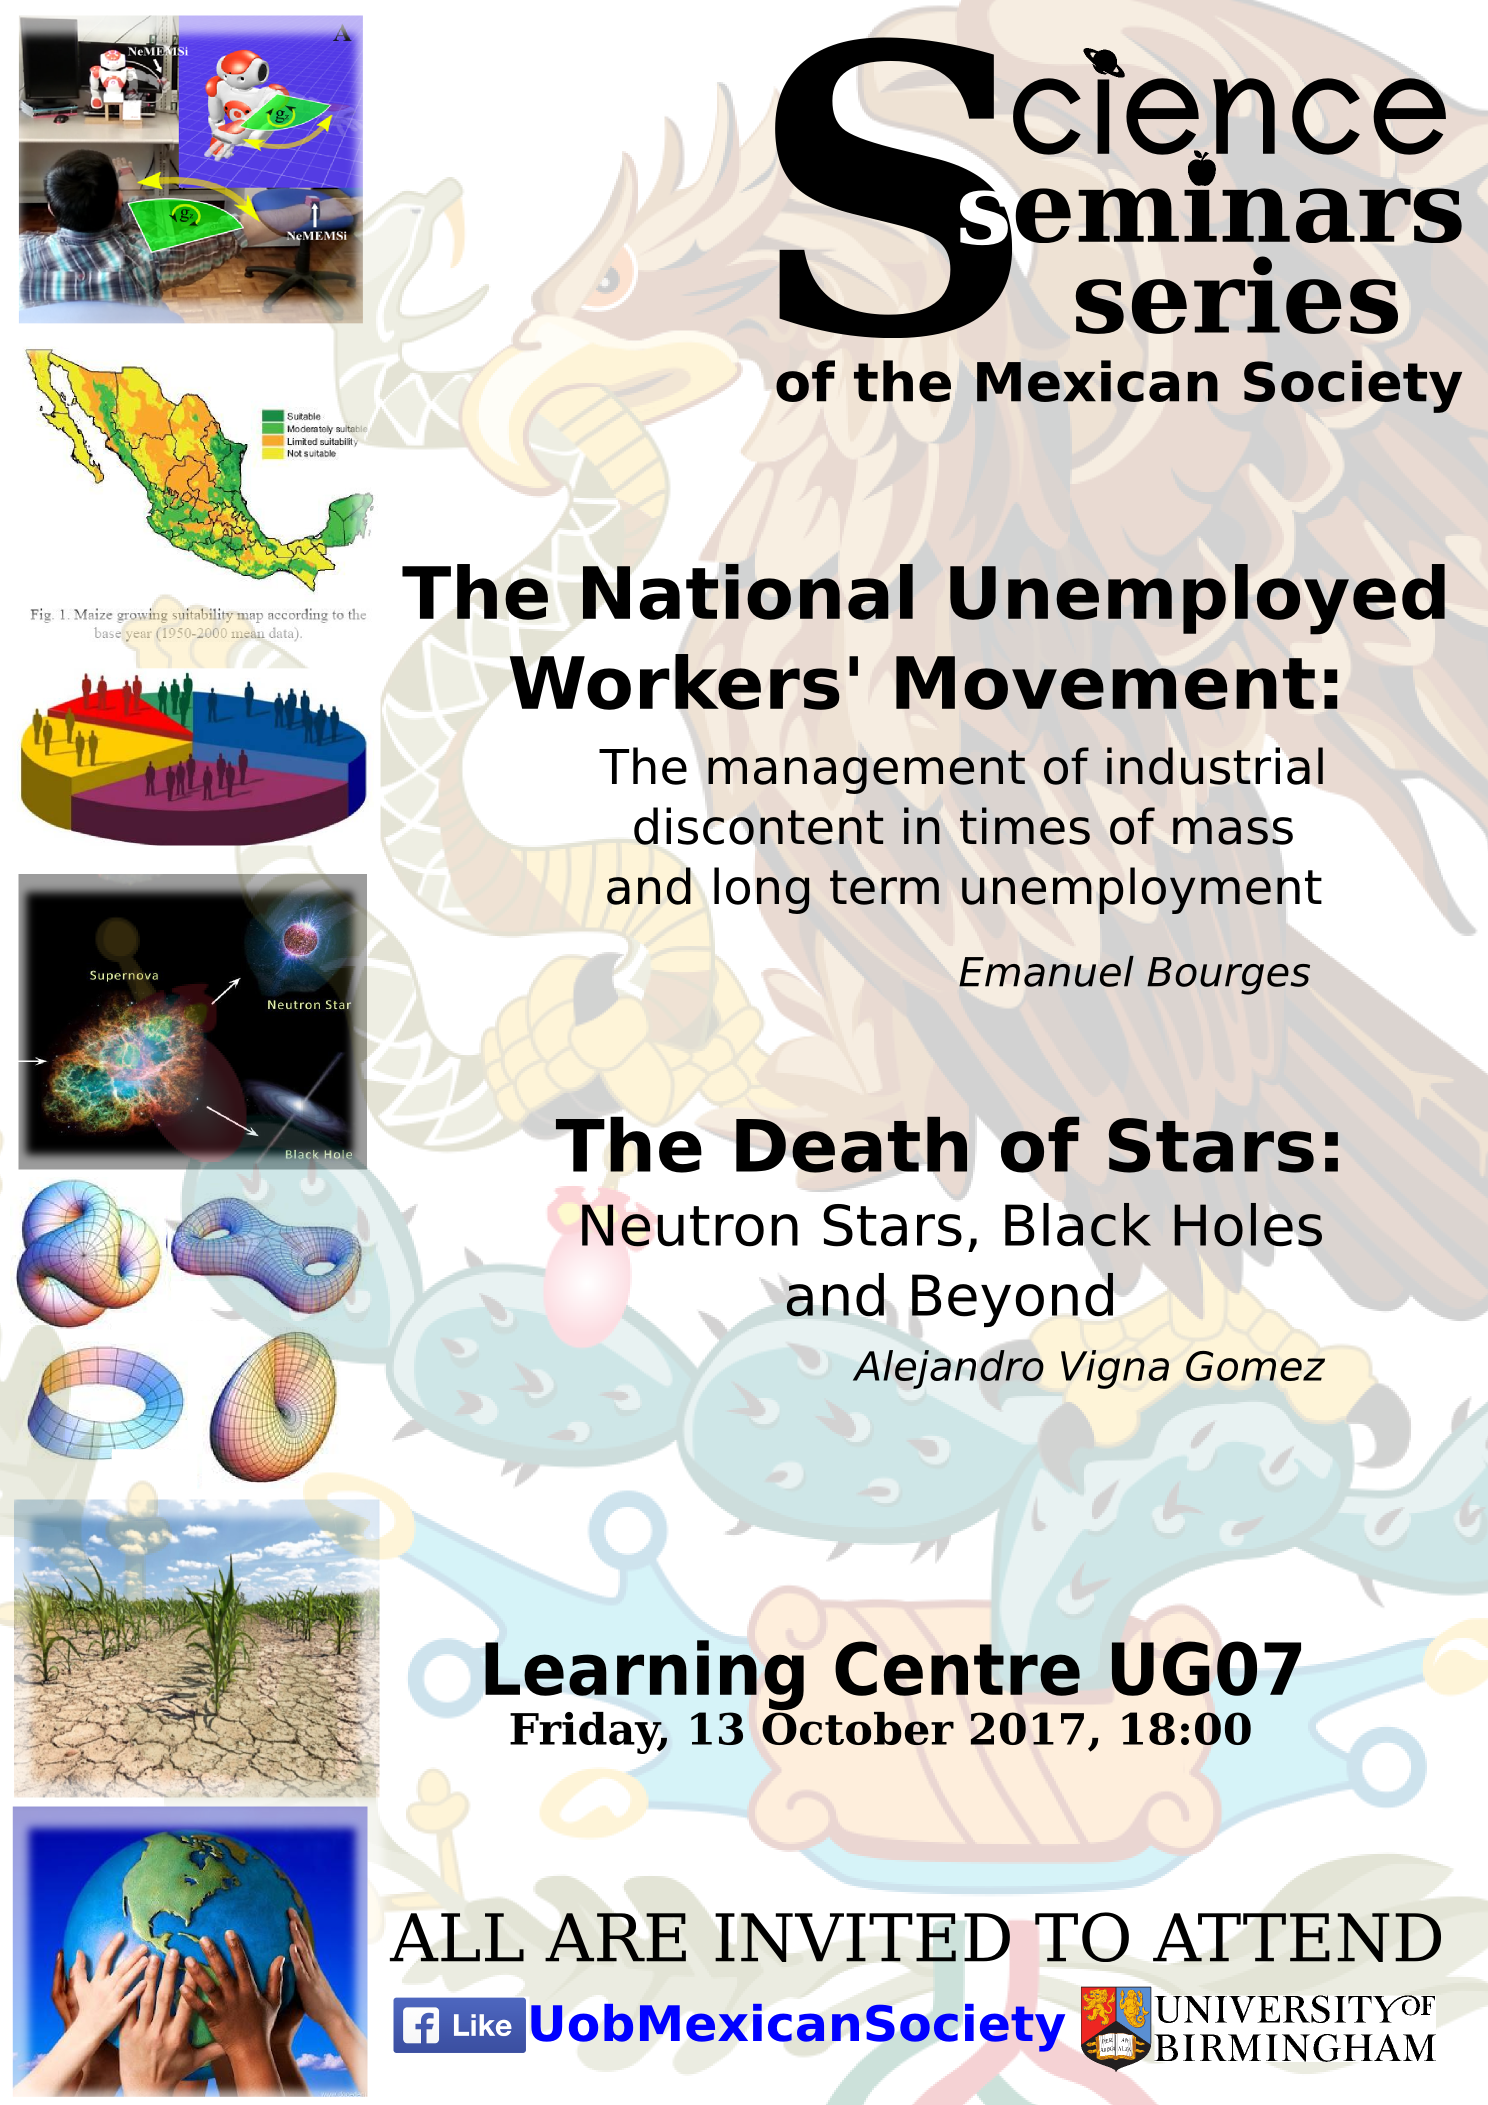 Science
seminars
series
of the Mexican Society
A
NeMEMSi
g
g
NeMEMSi
Suitable
Moderately suitable
Limited suitability
Not suitable
Fig. 1. Maize growing suitability map according to the
base year (1950-2000 mean data).
The National Unemployed
Workers' Movement:
The management of industrial
discontent in times of mass
and long term unemployment
Emanuel Bourges
Supernova
Neutron Star
Black Hole
The Death of Stars:
Neutron Stars, Black Holes
and Beyond
Alejandro Vigna Gomez
Learning Centre UG07
Friday, 13 October 2017, 18:00
ALL ARE INVITED TO ATTEND
Like UobMexicanSociety
UNIVERSITY OF
BIRMINGHAM